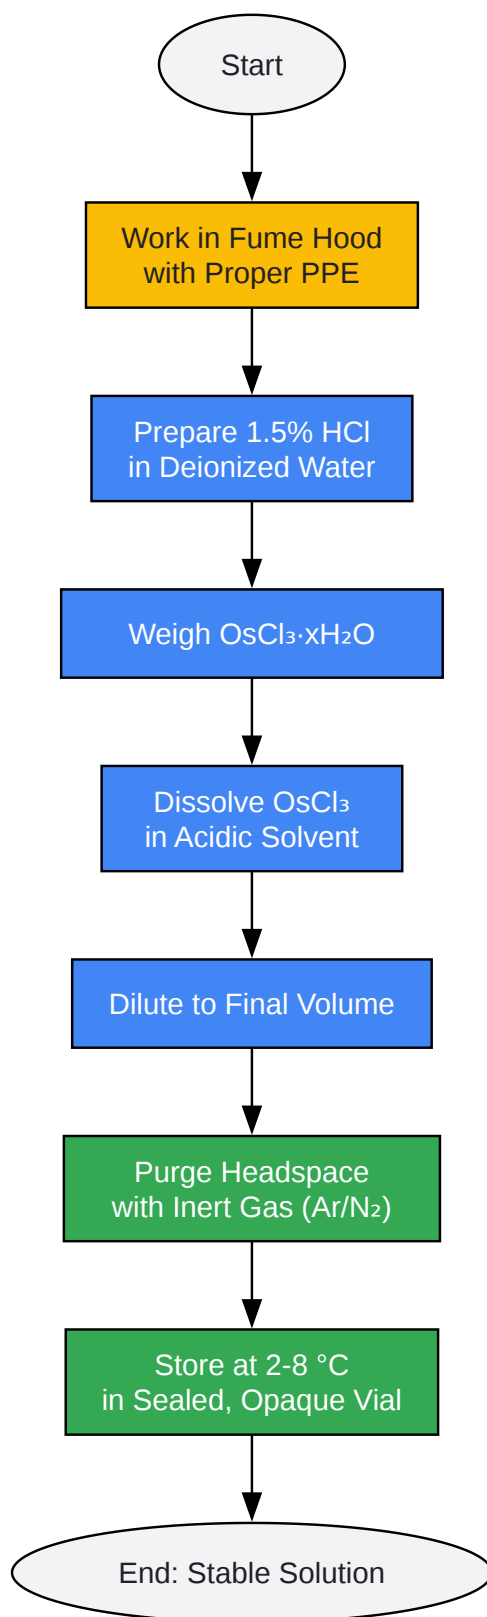 Start
Work in Fume Hood
with Proper PPE
Prepare 1.5% HCl
in Deionized Water
Weigh OsCl₃·xH₂O
Dissolve OsCl₃
in Acidic Solvent
Dilute to Final Volume
Purge Headspace
with Inert Gas (Ar/N₂)
Store at 2-8 °C
in Sealed, Opaque Vial
End: Stable Solution